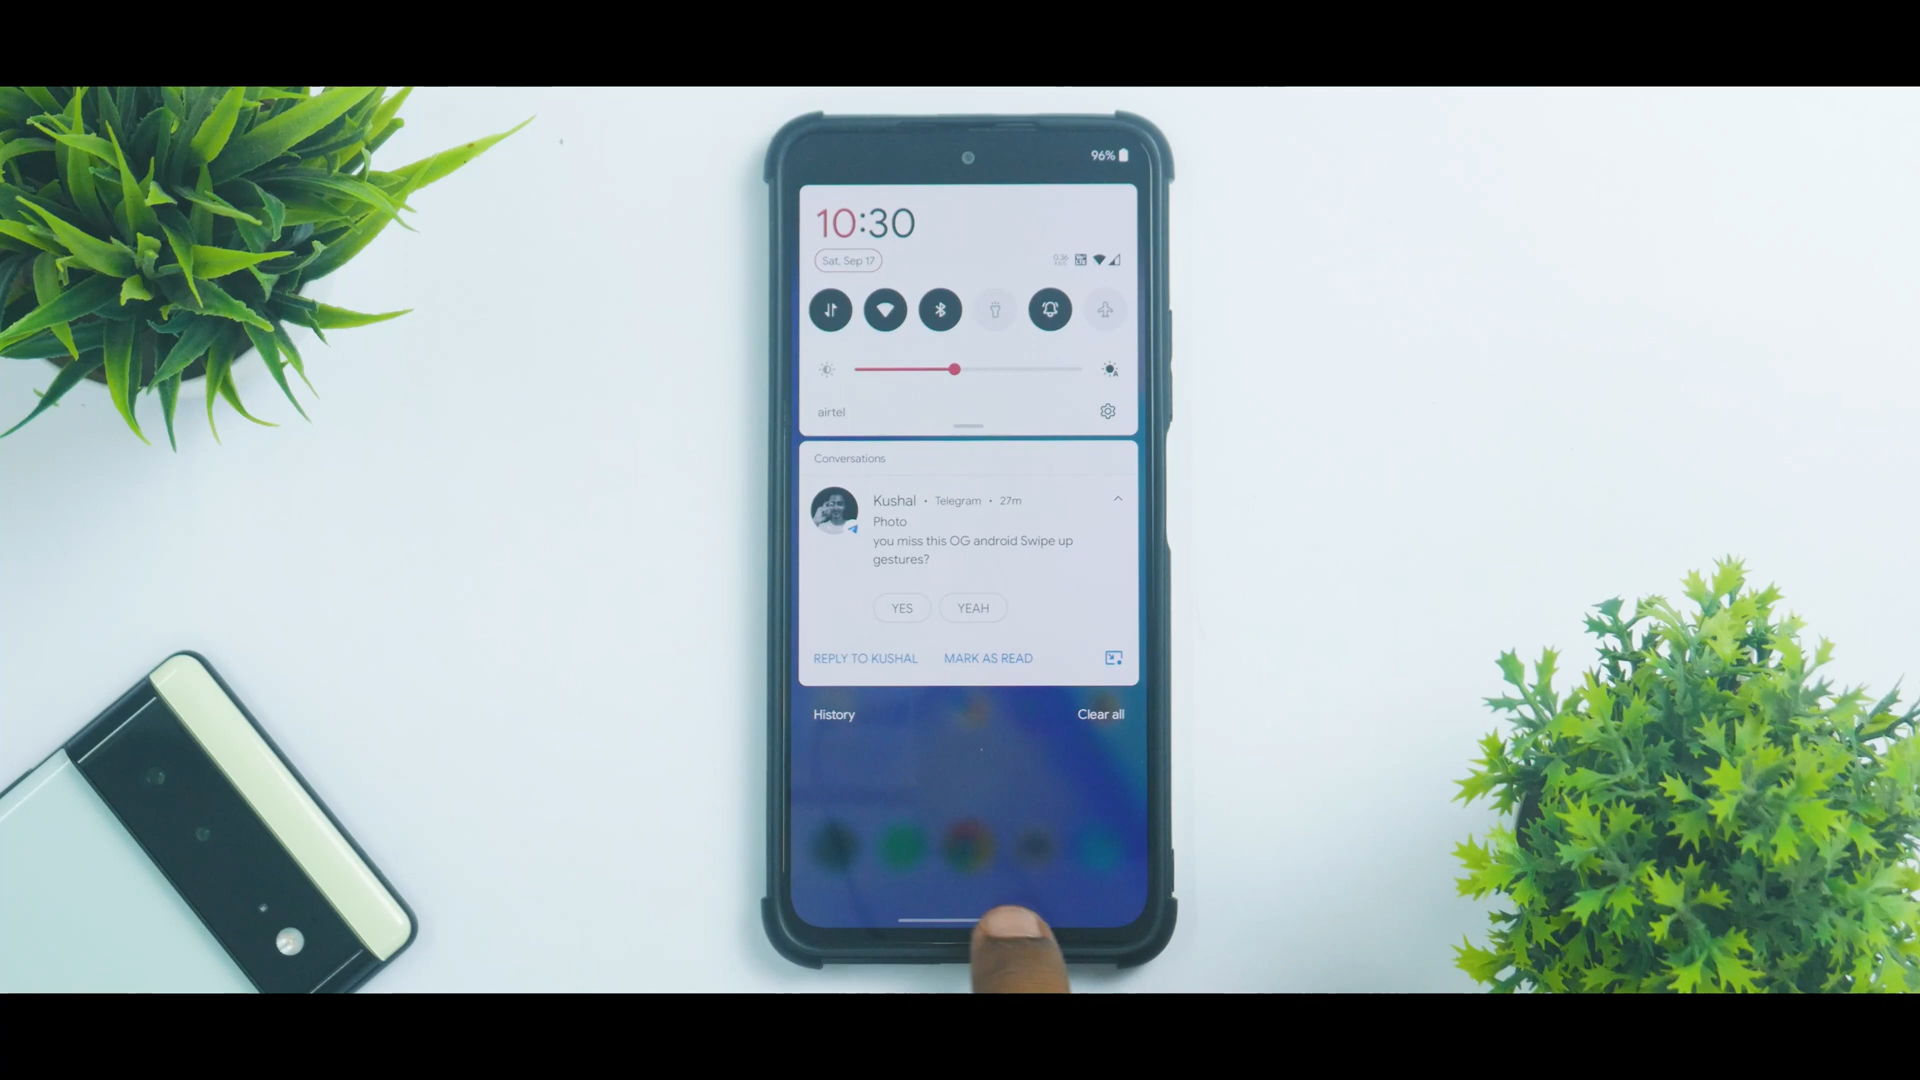 96%
10:30
Sat, Sep 17
airtel
Conversations
Kushal • Telegram • 27m
Photo
you miss this OG android Swipe up
gestures?
YES YEAH
REPLY TO KUSHAL MARK AS READ
History Clear all